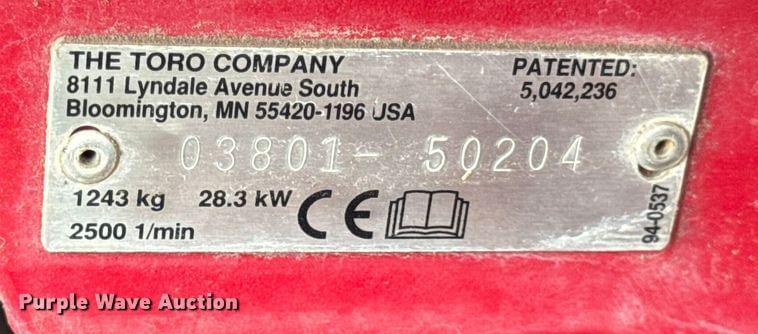 THE TORO COMPANY
8111 Lyndale Avenue South
Bloomington, MN 55420-1196 USA
PATENTED:
5,042,236
03801- 50204
1243 kg 28.3 kW
2500 1/min
CE
94-0537
Purple Wave Auction